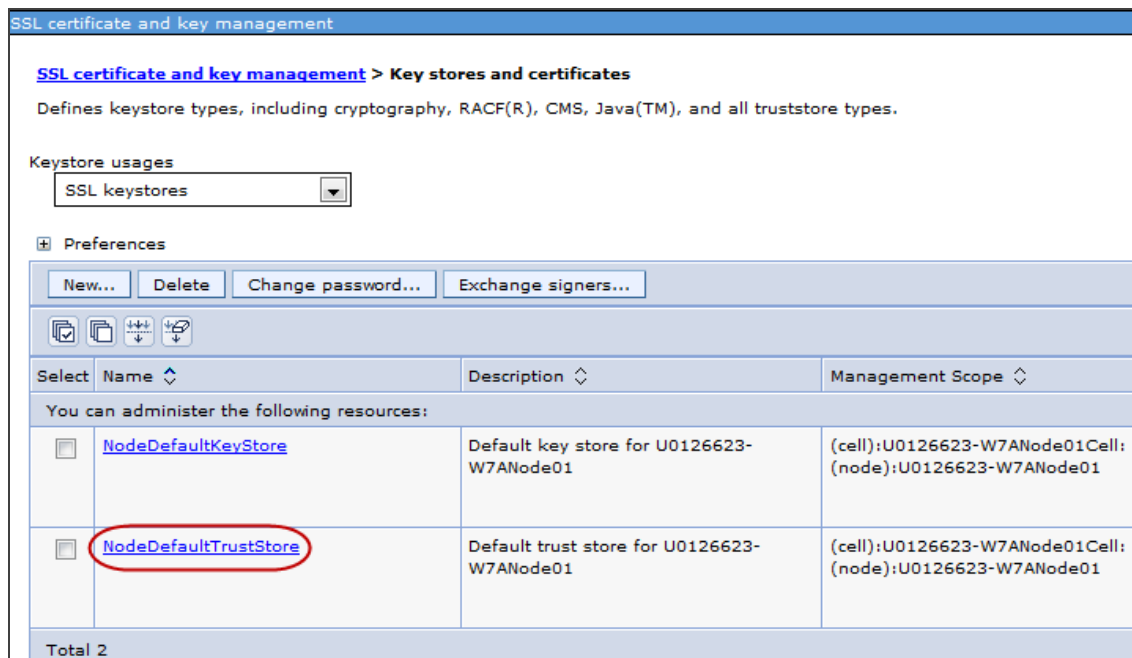 SSL certificate and key management
SSL certificate and key management > Key stores and certificates
Defines keystore types, including cryptography, RACF(R), CMS, Java(TM), and all truststore types.
Keystore usages
SSL keystores
Preferences
New... Delete Change password... Exchange signers...
Select Name Description Management Scope
You can administer the following resources:
NodeDefaultKeyStore Default key store for U0126623- (cell):U0126623-W7ANode01Cell:
W7ANode01 (node):U0126623-W7ANode01
NodeDefaultTrustStore Default trust store for U0126623- (cell):U0126623-W7ANode01Cell:
W7ANode01 (node):U0126623-W7ANode01
Total 2